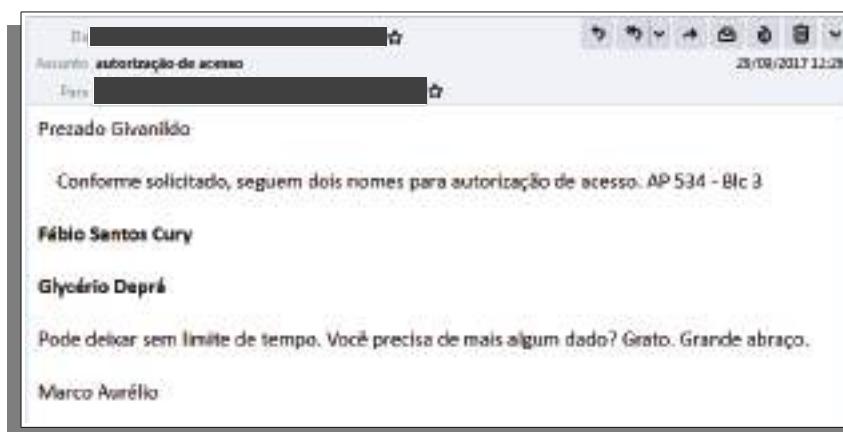 De
Assunto autorização de acesso 28/09/2017 12:28
Para
Prezado Givanildo
Conforme solicitado, seguem dois nomes para autorização de acesso. AP 534 - Blc 3
Fábio Santos Cury
Glycério Deprá
Pode deixar sem limite de tempo. Você precisa de mais algum dado? Grato. Grande abraço.
Marco Aurélio